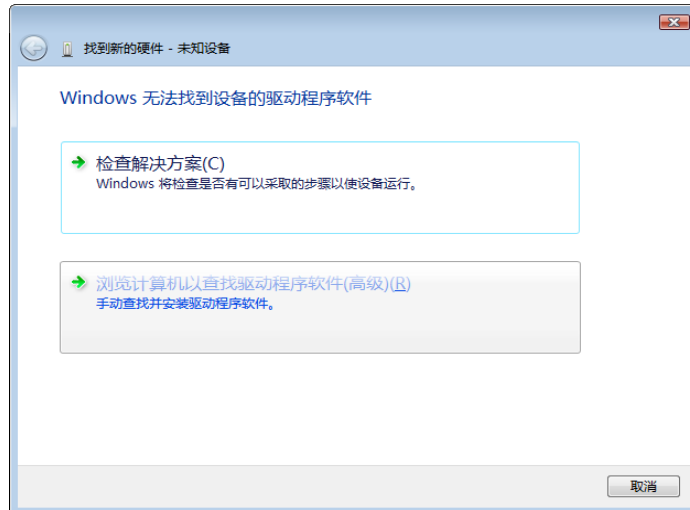 找到新的硬件 - 未知设备
Windows 无法找到设备的驱动程序软件
检查解决方案(C)
Windows 将检查是否有可以采取的步骤以使设备运行。
浏览计算机以查找驱动程序软件(高级)(R)
手动查找并安装驱动程序软件。
取消